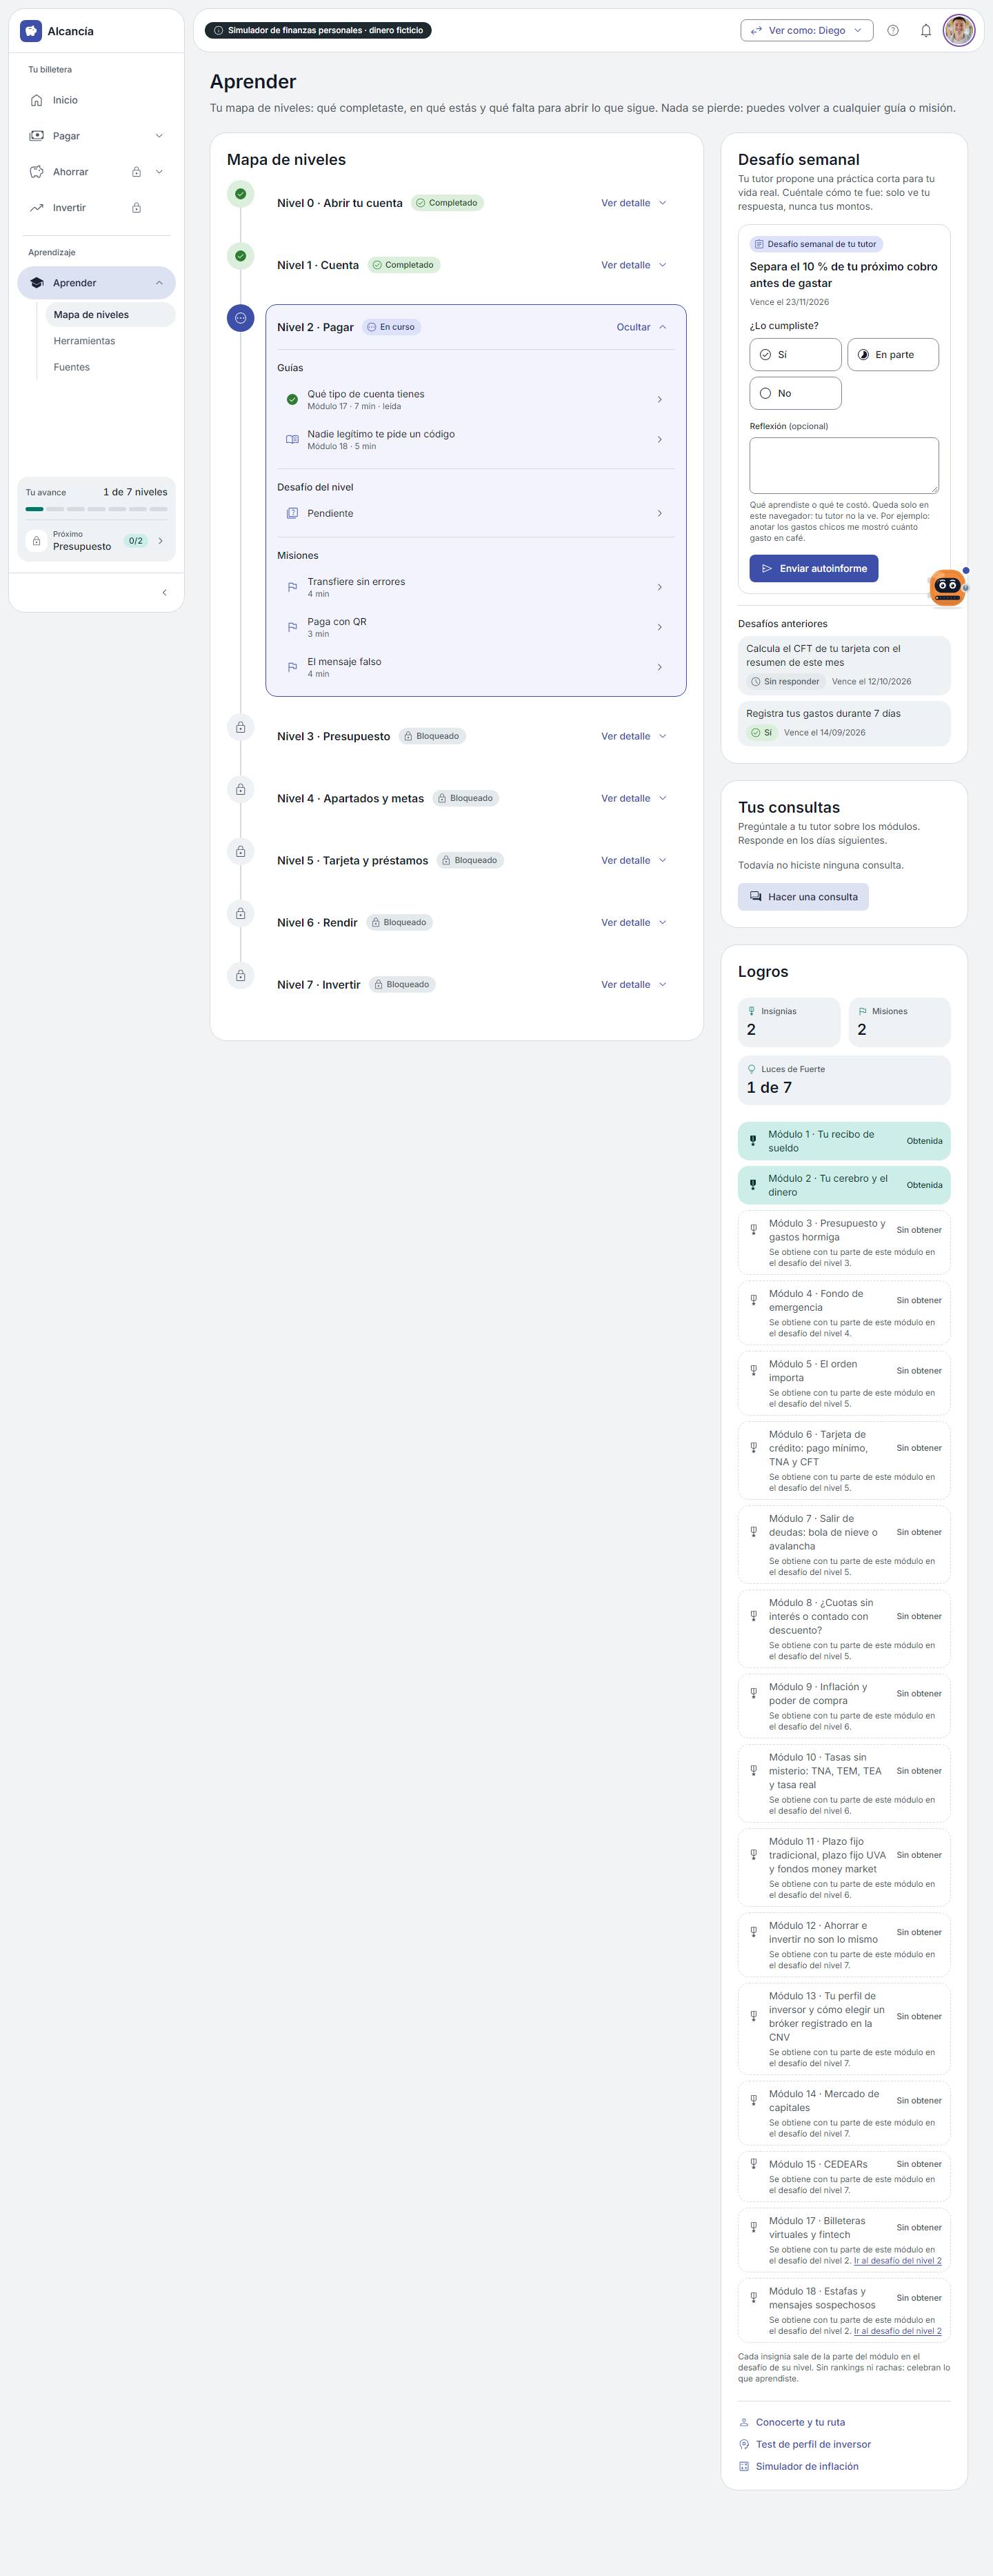 Alcancía
Tu billetera
Inicio
Pagar
Ahorrar
Invertir
Aprendizaje
Aprender
Mapa de niveles
Herramientas
Fuentes
Tu avance
1 de 7 niveles
Próximo
Presupuesto
0/2
Simulador de finanzas personales · dinero ficticio
Ver como: Diego
Aprender
Tu mapa de niveles: qué completaste, en qué estás y qué falta para abrir lo que sigue. Nada se pierde: puedes volver a cualquier guía o misión.
Mapa de niveles
Nivel 0 · Abrir tu cuenta
Completado
Ver detalle
Nivel 1 · Cuenta
Completado
Ver detalle
Nivel 2 · Pagar
En curso
Ocultar
Guías
Qué tipo de cuenta tienes
Módulo 17 · 7 min · leída
Nadie legítimo te pide un código
Módulo 18 · 5 min
Desafío del nivel
Pendiente
Misiones
Transfiere sin errores
4 min
Paga con QR
3 min
El mensaje falso
4 min
Nivel 3 · Presupuesto
Bloqueado
Ver detalle
Nivel 4 · Apartados y metas
Bloqueado
Ver detalle
Nivel 5 · Tarjeta y préstamos
Bloqueado
Ver detalle
Nivel 6 · Rendir
Bloqueado
Ver detalle
Nivel 7 · Invertir
Bloqueado
Ver detalle
Desafío semanal
Tu tutor propone una práctica corta para tu
vida real. Cuéntale cómo te fue: solo ve tu
respuesta, nunca tus montos.
Desafío semanal de tu tutor
Separa el 10 % de tu próximo cobro
antes de gastar
Vence el 23/11/2026
¿Lo cumpliste?
Sí
En parte
No
Reflexión (opcional)
Qué aprendiste o qué te costó. Queda solo en
este navegador: tu tutor no la ve. Por ejemplo:
anotar los gastos chicos me mostró cuánto
gasto en café.
Enviar autoinforme
Desafíos anteriores
Calcula el CFT de tu tarjeta con el
resumen de este mes
Sin responder
Vence el 12/10/2026
Registra tus gastos durante 7 días
Sí
Vence el 14/09/2026
Tus consultas
Pregúntale a tu tutor sobre los módulos.
Responde en los días siguientes.
Todavía no hiciste ninguna consulta.
Hacer una consulta
Logros
Insignias
2
Misiones
2
Luces de Fuerte
1 de 7
Módulo 1 · Tu recibo de
sueldo
Obtenida
Módulo 2 · Tu cerebro y el
dinero
Obtenida
Módulo 3 · Presupuesto y
gastos hormiga
Sin obtener
Se obtiene con tu parte de este módulo en
el desafío del nivel 3.
Módulo 4 · Fondo de
emergencia
Sin obtener
Se obtiene con tu parte de este módulo en
el desafío del nivel 4.
Módulo 5 · El orden
importa
Sin obtener
Se obtiene con tu parte de este módulo en
el desafío del nivel 5.
Módulo 6 · Tarjeta de
crédito: pago mínimo,
TNA y CFT
Sin obtener
Se obtiene con tu parte de este módulo en
el desafío del nivel 5.
Módulo 7 · Salir de
deudas: bola de nieve o
avalancha
Sin obtener
Se obtiene con tu parte de este módulo en
el desafío del nivel 5.
Módulo 8 · ¿Cuotas sin
interés o contado con
descuento?
Sin obtener
Se obtiene con tu parte de este módulo en
el desafío del nivel 5.
Módulo 9 · Inflación y
poder de compra
Sin obtener
Se obtiene con tu parte de este módulo en
el desafío del nivel 6.
Módulo 10 · Tasas sin
misterio: TNA, TEM, TEA
y tasa real
Sin obtener
Se obtiene con tu parte de este módulo en
el desafío del nivel 6.
Módulo 11 · Plazo fijo
tradicional, plazo fijo UVA
y fondos money market
Sin obtener
Se obtiene con tu parte de este módulo en
el desafío del nivel 6.
Módulo 12 · Ahorrar e
invertir no son lo mismo
Sin obtener
Se obtiene con tu parte de este módulo en
el desafío del nivel 7.
Módulo 13 · Tu perfil de
inversor y cómo elegir un
bróker registrado en la
CNV
Sin obtener
Se obtiene con tu parte de este módulo en
el desafío del nivel 7.
Módulo 14 · Mercado de
capitales
Sin obtener
Se obtiene con tu parte de este módulo en
el desafío del nivel 7.
Módulo 15 · CEDEARs
Sin obtener
Se obtiene con tu parte de este módulo en
el desafío del nivel 7.
Módulo 17 · Billeteras
virtuales y fintech
Sin obtener
Se obtiene con tu parte de este módulo en
el desafío del nivel 2. Ir al desafío del nivel 2
Módulo 18 · Estafas y
mensajes sospechosos
Sin obtener
Se obtiene con tu parte de este módulo en
el desafío del nivel 2. Ir al desafío del nivel 2
Cada insignia sale de la parte del módulo en el
desafío de su nivel. Sin rankings ni rachas: celebran lo
que aprendiste.
Conocerte y tu ruta
Test de perfil de inversor
Simulador de inflación